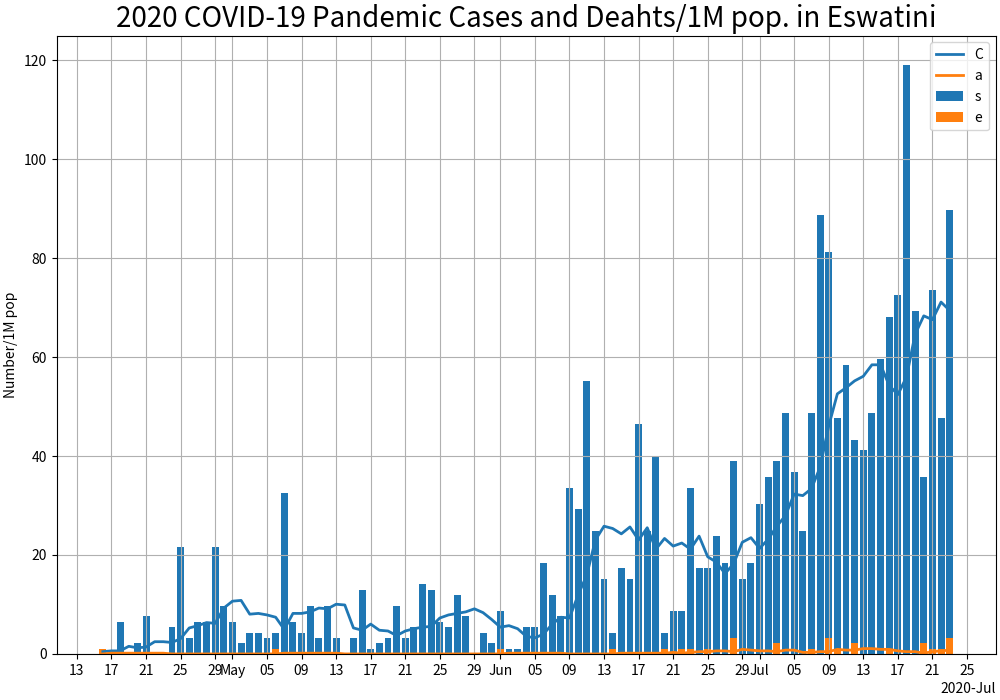 2020 COVID-19 Pandemic Cases and Deahts/1M pop. in Eswatini
120
100
80
60
40
20
0
Number/1M pop
C
a
s
e
13 17 21 25 29 May 05 09 13 17 21 25 29 Jun 05 09 13 17 21 25 29 Jul 05 09 13 17 21 25
2020-Jul